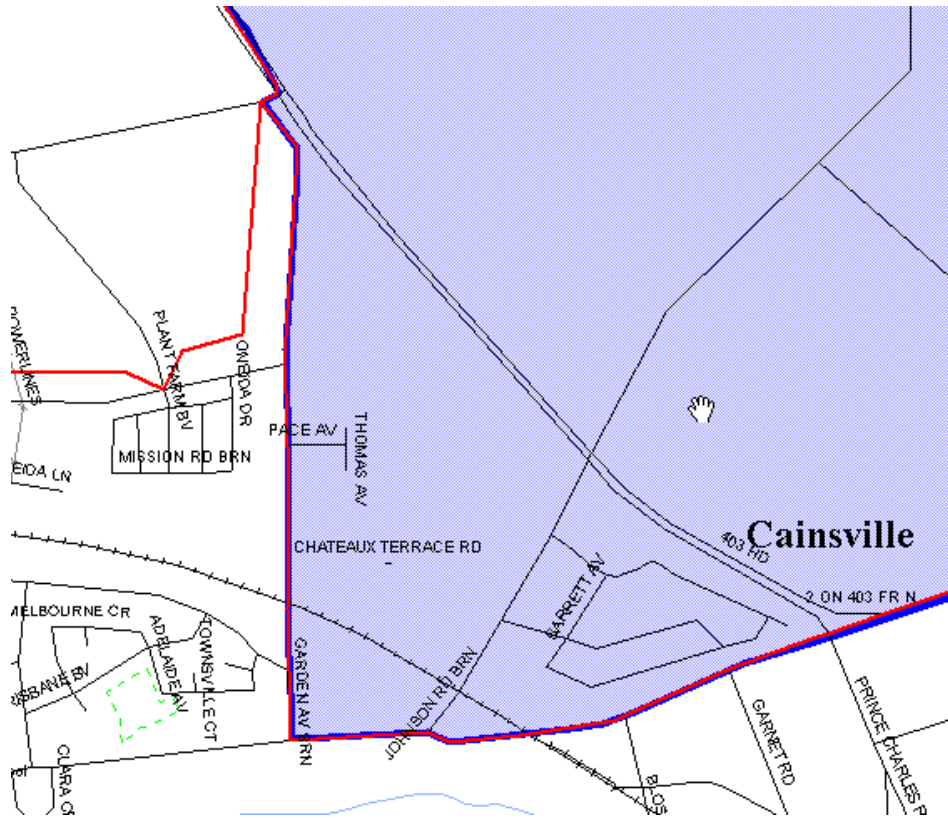 POWERLINES
PLANT FARM BV
ONEIDA DR
PACE AV
THOMAS AV
MISSION RD BRN
EIDA LN
403 HD
Cainsville
CHATEAUX TERRACE RD
GARRETT AV
2 ON 403 FR N
MELBOURNE CR
ADELAIDE AV
TOWNSVILLE CT
RISBANE BV
GARDEN AV BRN
JOHNSON RD BRN
GARNET RD
PRINCE CHARLES R
CLARA CR
BLOS